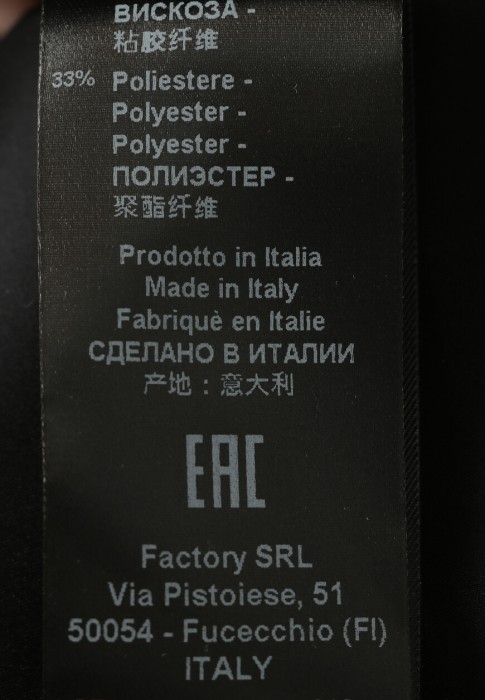 ВИСКОЗА -
粘胶纤维
33% Poliestere -
Polyester -
Polyester -
ПОЛИЭСТЕР -
聚酯纤维
Prodotto in Italia
Made in Italy
Fabriquè en Italie
СДЕЛАНО В ИТАЛИИ
产地：意大利
EAC
Factory SRL
Via Pistoiese, 51
50054 - Fucecchio (FI)
ITALY